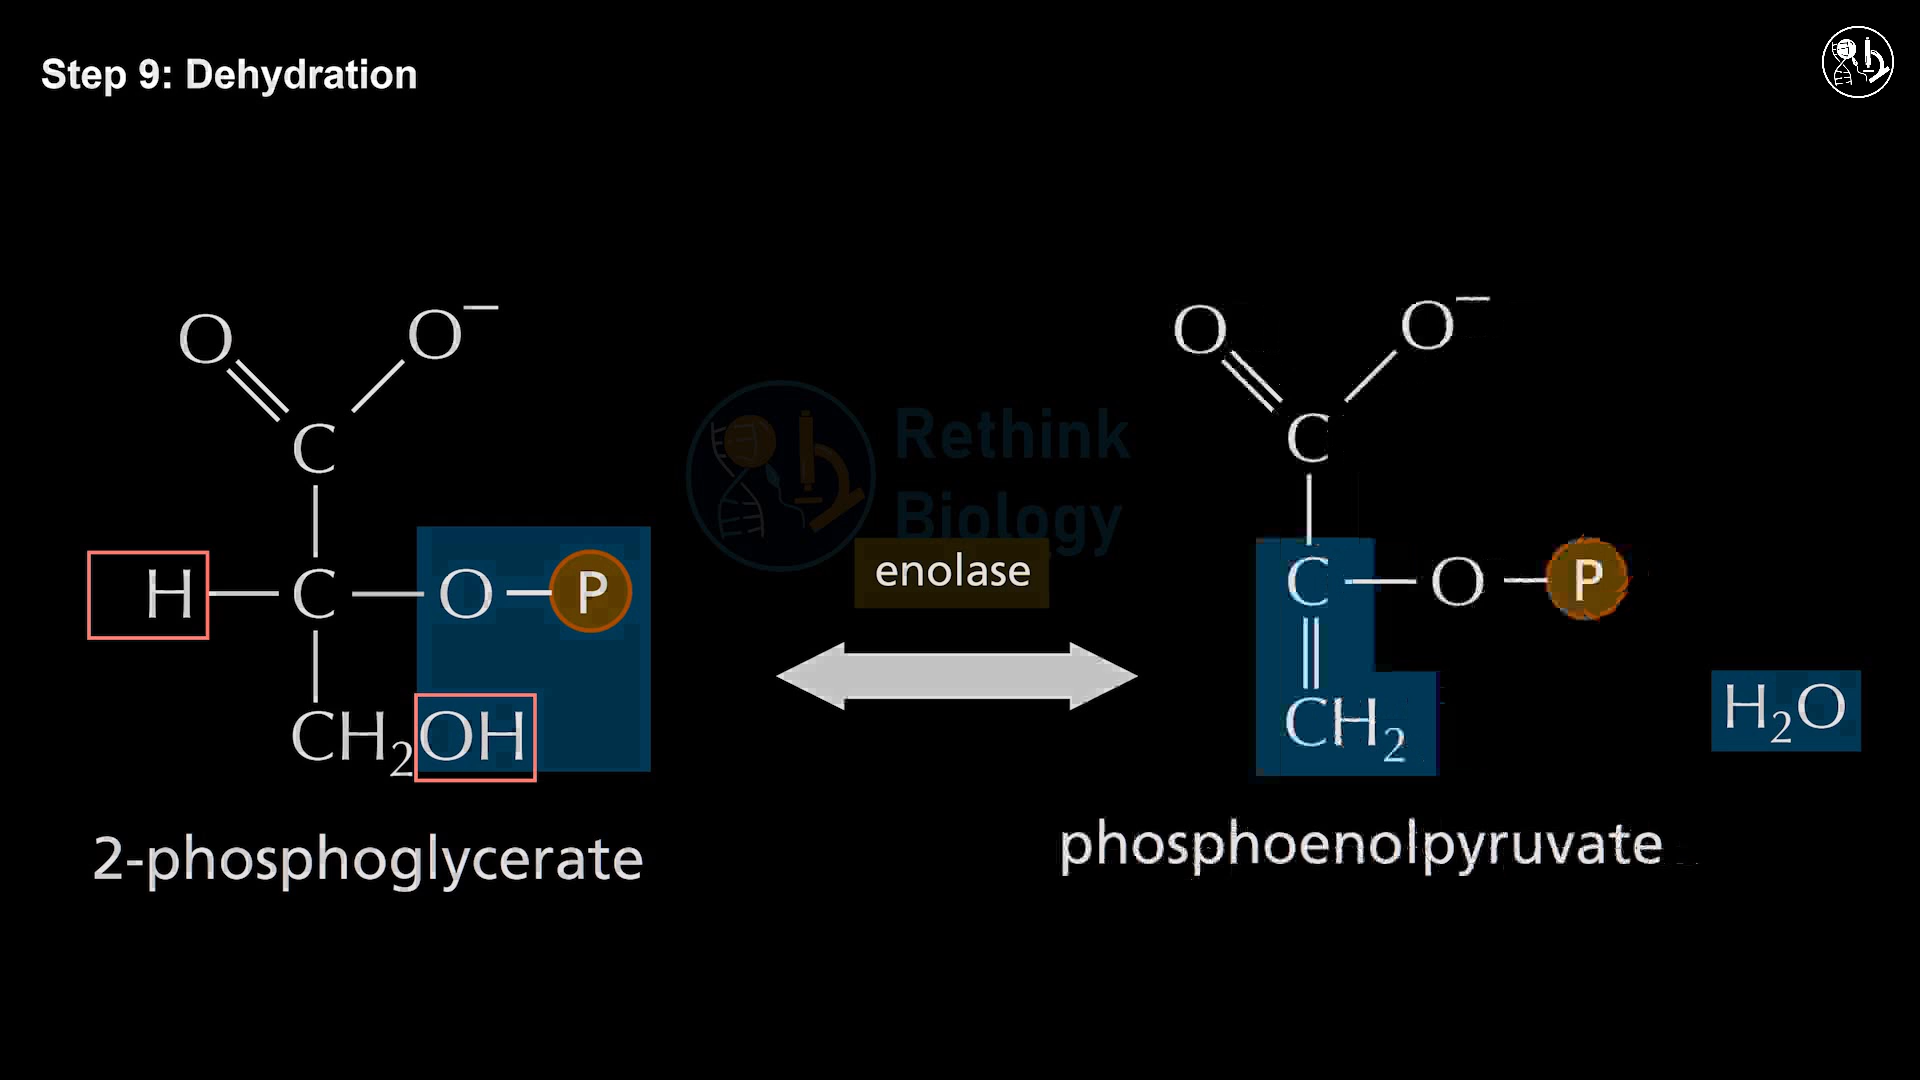 Step 9: Dehydration
Rethink
Biology
O O⁻
C
H C O P
CH₂OH
2-phosphoglycerate
enolase
O O⁻
C
C O P
CH₂
H₂O
phosphoenolpyruvate